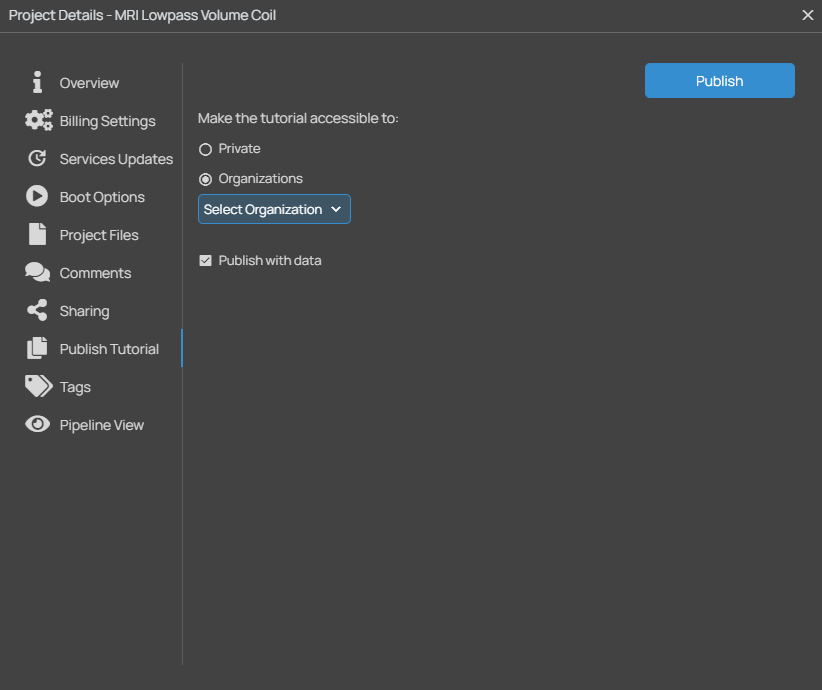 Project Details - MRI Lowpass Volume Coil
Overview
Billing Settings
Services Updates
Boot Options
Project Files
Comments
Sharing
Publish Tutorial
Tags
Pipeline View
Publish
Make the tutorial accessible to:
Private
Organizations
Select Organization
Publish with data